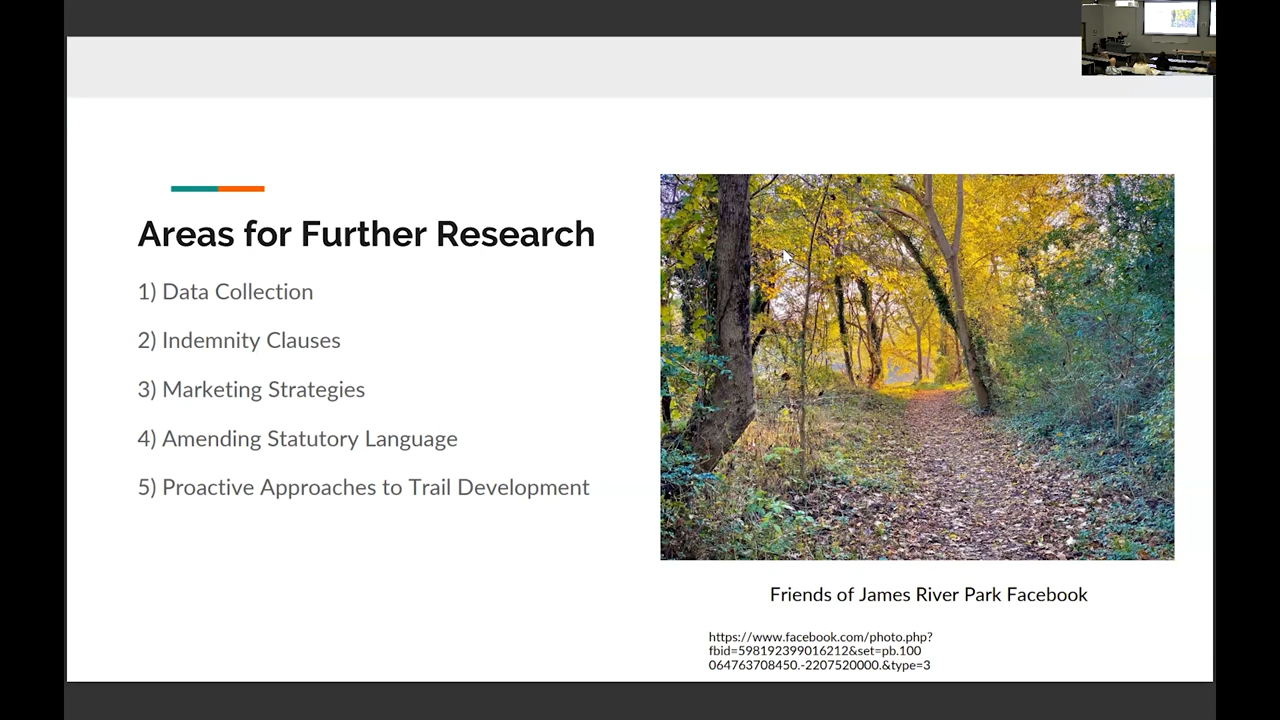 Areas for Further Research
1) Data Collection
2) Indemnity Clauses
3) Marketing Strategies
4) Amending Statutory Language
5) Proactive Approaches to Trail Development
Friends of James River Park Facebook
https://www.facebook.com/photo.php?
fbid=598192399016212&set=pb.100
064763708450.-2207520000.&type=3